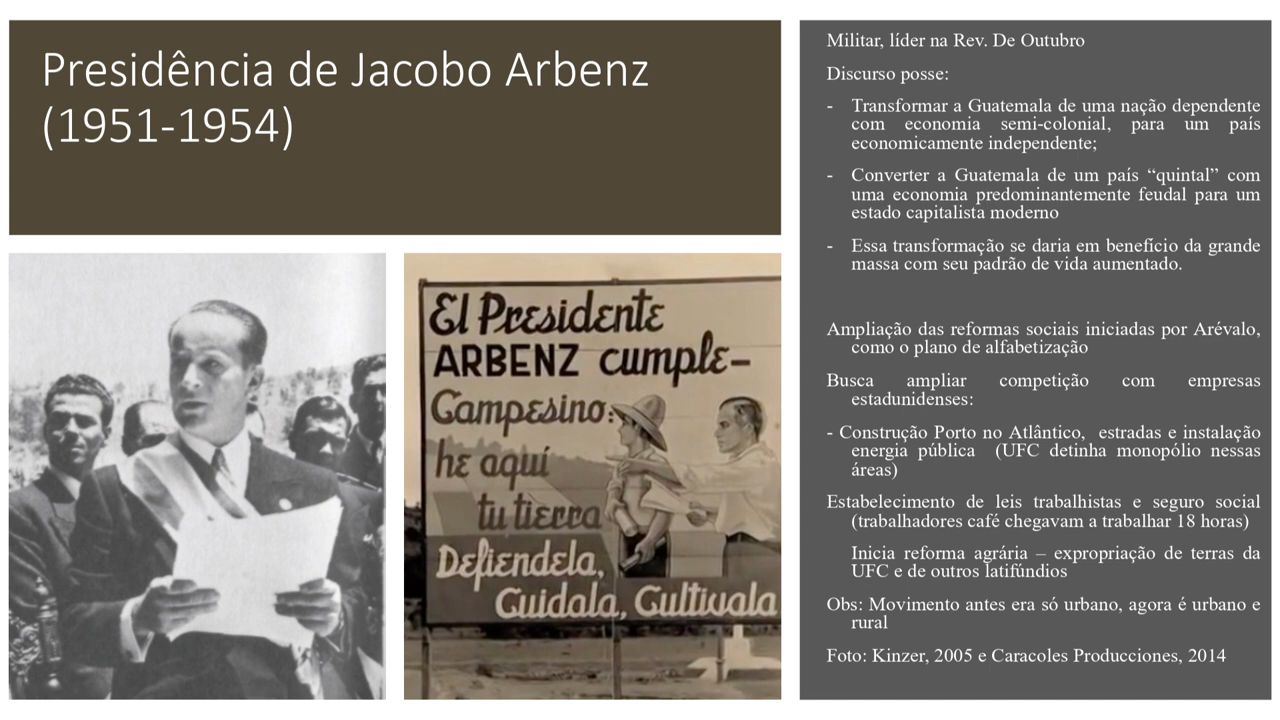 Presidência de Jacobo Arbenz
(1951-1954)
El Presidente
ARBENZ cumple-
Campesino:
he aquí
tu tierra
Defiendela,
Cuidala, Cultivala
Militar, líder na Rev. De Outubro
Discurso posse:
- Transformar a Guatemala de uma nação dependente
com economia semi-colonial, para um país
economicamente independente;
- Converter a Guatemala de um país “quintal” com
uma economia predominantemente feudal para um
estado capitalista moderno
- Essa transformação se daria em benefício da grande
massa com seu padrão de vida aumentado.
Ampliação das reformas sociais iniciadas por Arévalo,
como o plano de alfabetização
Busca ampliar competição com empresas
estadunidenses:
- Construção Porto no Atlântico, estradas e instalação
energia pública (UFC detinha monopólio nessas
áreas)
Estabelecimento de leis trabalhistas e seguro social
(trabalhadores café chegavam a trabalhar 18 horas)
Inicia reforma agrária – expropriação de terras da
UFC e de outros latifúndios
Obs: Movimento antes era só urbano, agora é urbano e
rural
Foto: Kinzer, 2005 e Caracoles Producciones, 2014